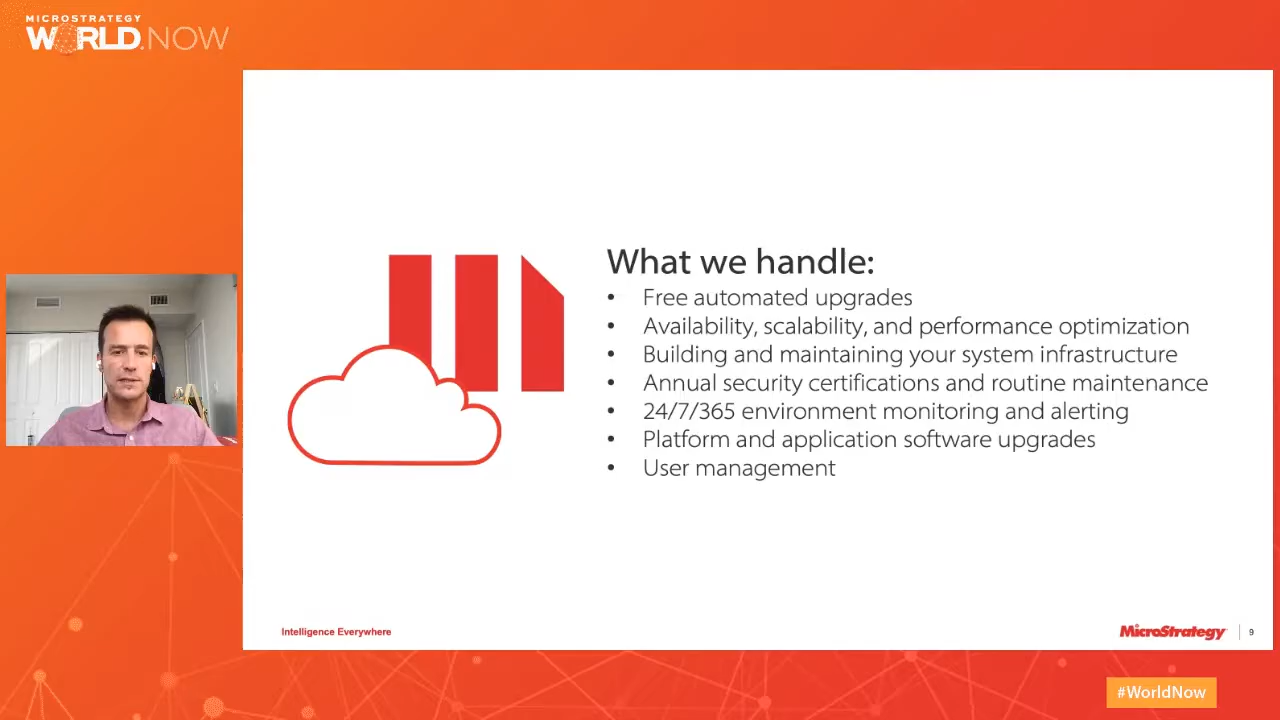 MICROSTRATEGY
WORLD.NOW
What we handle:
• Free automated upgrades
• Availability, scalability, and performance optimization
• Building and maintaining your system infrastructure
• Annual security certifications and routine maintenance
• 24/7/365 environment monitoring and alerting
• Platform and application software upgrades
• User management
Intelligence Everywhere
MicroStrategy
9
#WorldNow